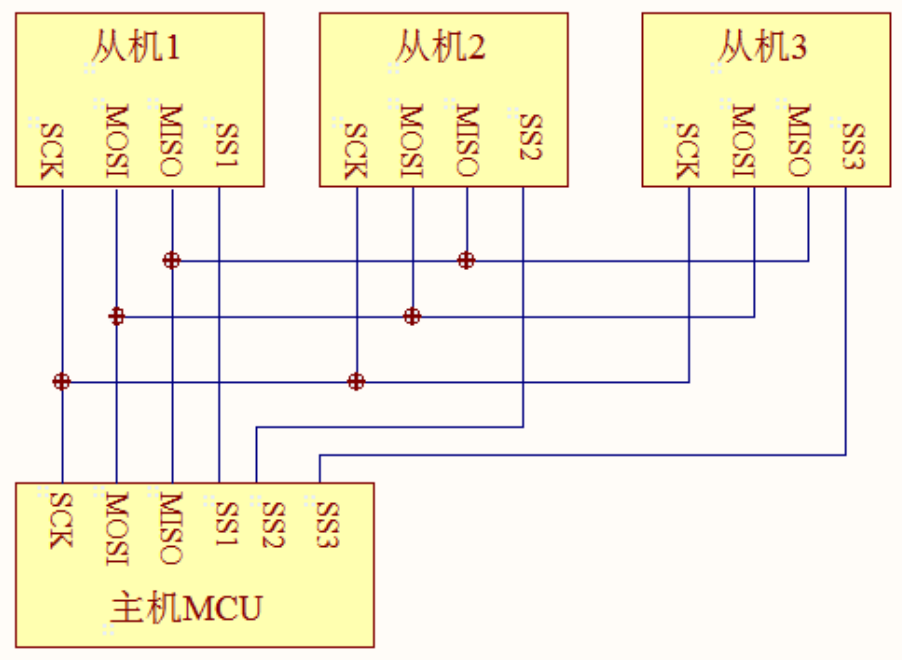 从机1
从机2
从机3
SCK
MOSI
MISO
SS1
SCK
MOSI
MISO
SS2
SCK
MOSI
MISO
SS3
SCK
MOSI
MISO
SS1
SS2
SS3
主机MCU